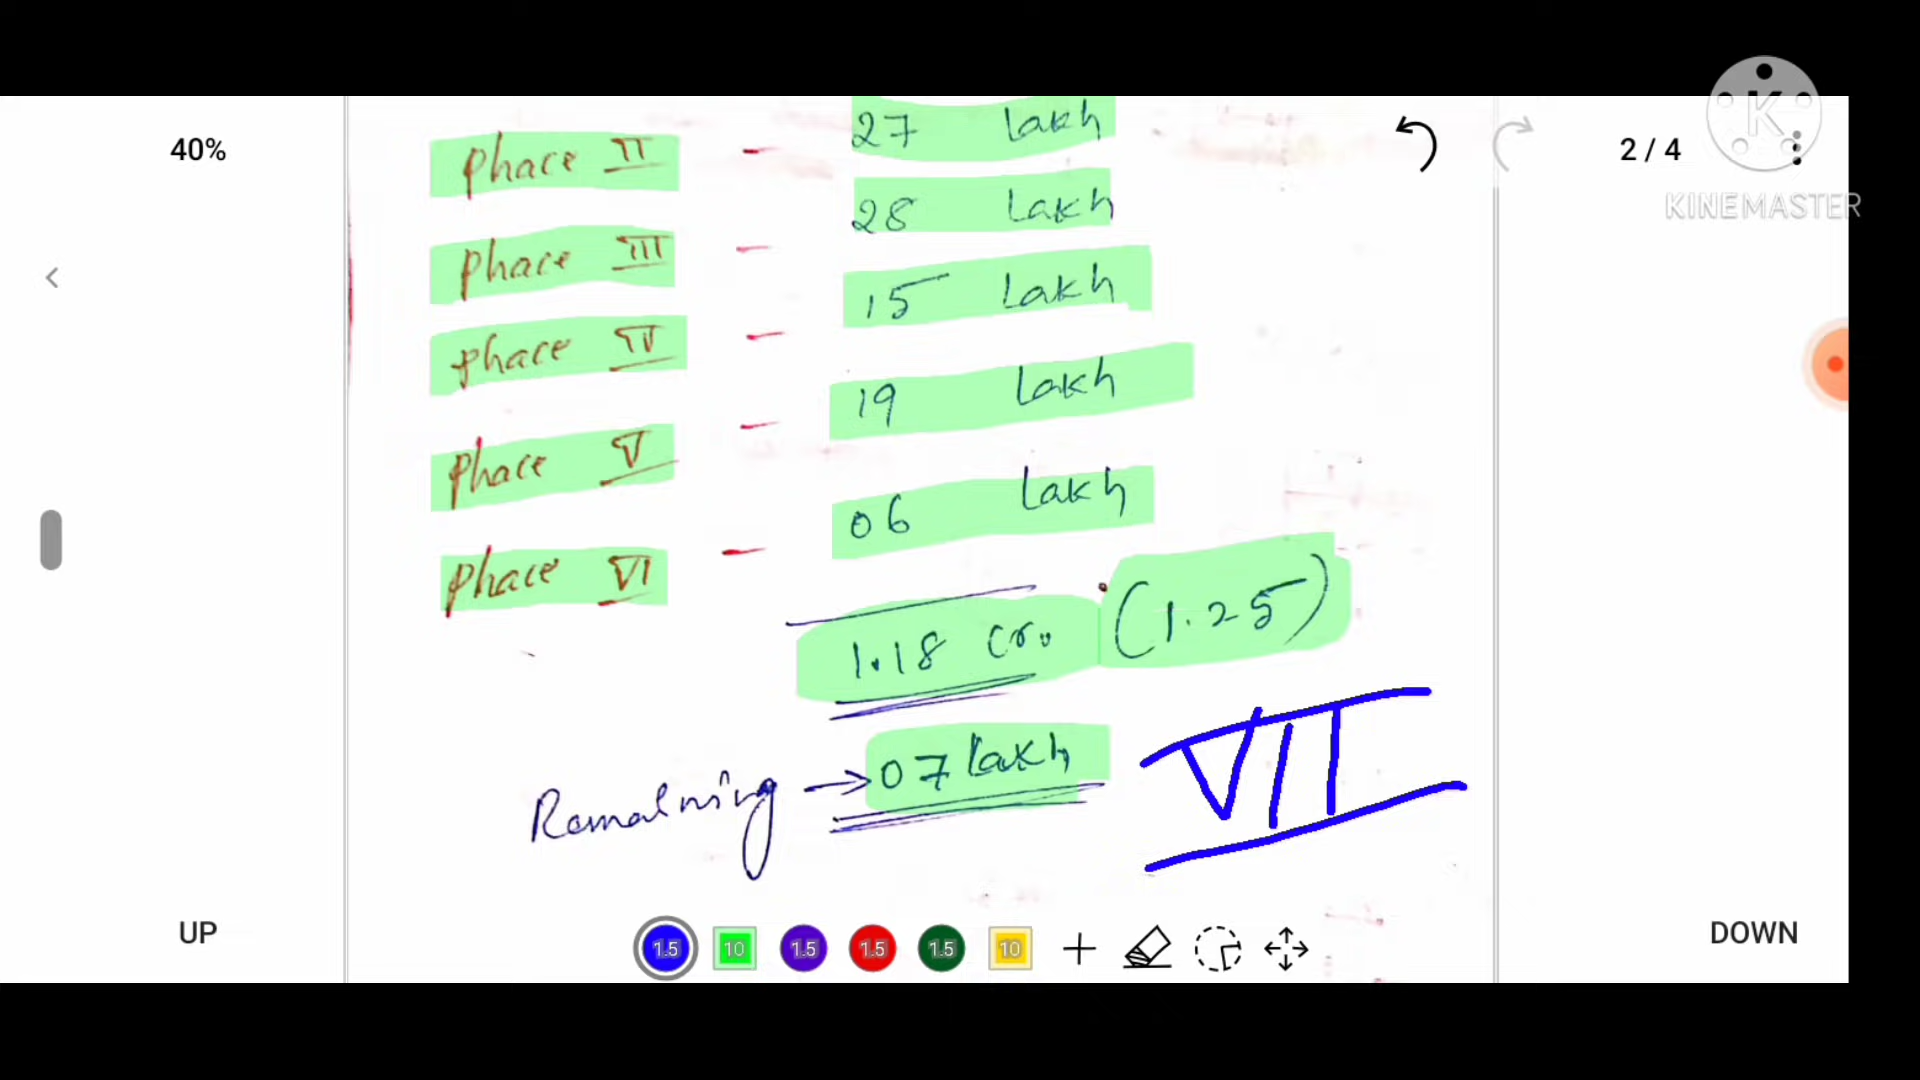 40%
2 / 4
KINEMASTER
27 Lakh
Phace II - 28 Lakh
Phace III - 15 Lakh
Phace IV - 19 Lakh
Phace V - 06 Lakh
Phace VI -
1.18 cr. (1.25)
Remaining → 07 Lakh VII
UP
DOWN
1.5 10 1.5 1.5 1.5 10